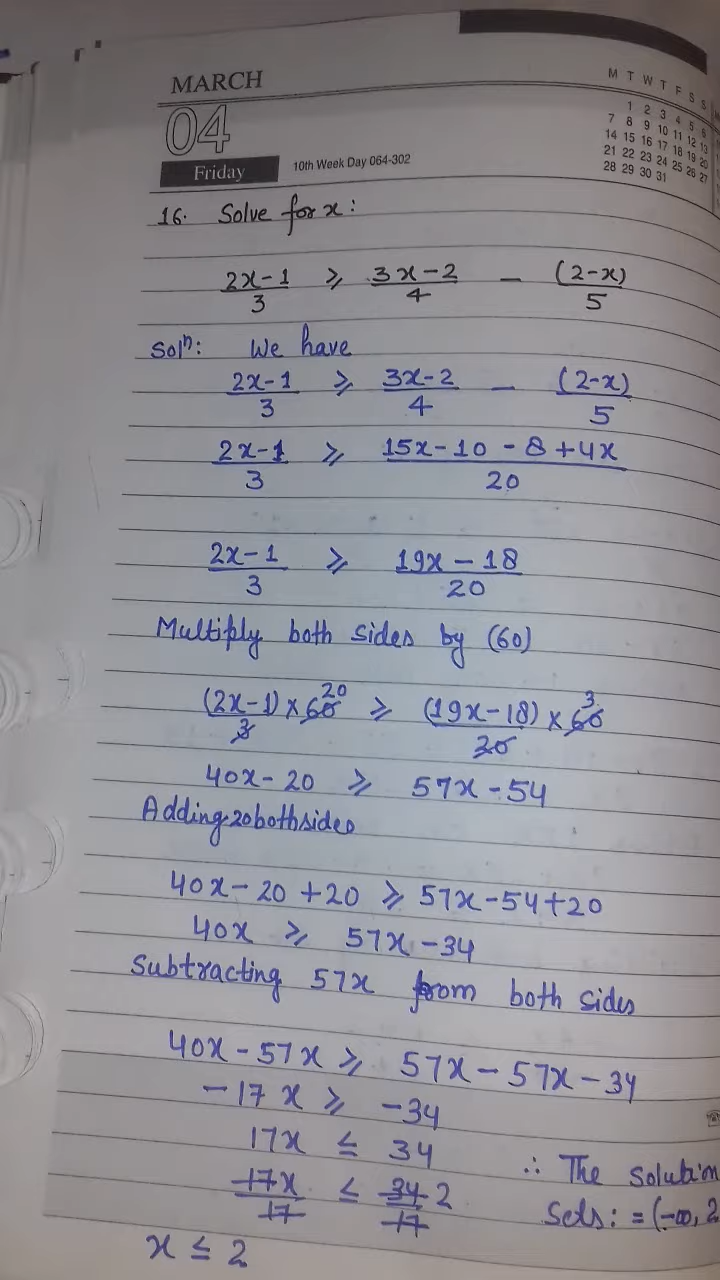 MARCH
04
Friday
10th Week Day 064-302
M T W T F S S
1 2 3 4 5 6
7 8 9 10 11 12 13
14 15 16 17 18 19 20
21 22 23 24 25 26 27
28 29 30 31
16. Solve for x:
(2x-1)/3 ≥ (3x-2)/4 - (2-x)/5
Solⁿ: We have
(2x-1)/3 ≥ (3x-2)/4 - (2-x)/5
(2x-1)/3 ≥ (15x-10-8+4x)/20
(2x-1)/3 ≥ (19x-18)/20
Multiply both sides by (60)
(2x-1)×60/3 20 ≥ (19x-18)×60/20 3
40x-20 ≥ 57x-54
Adding 20 both sides
40x-20+20 ≥ 57x-54+20
40x ≥ 57x-34
Subtracting 57x from both sides
40x-57x ≥ 57x-57x-34
-17x ≥ -34
17x ≤ 34
17x/17 ≤ 34/17 2
x ≤ 2
∴ The Solution
Sets: = (-∞, 2